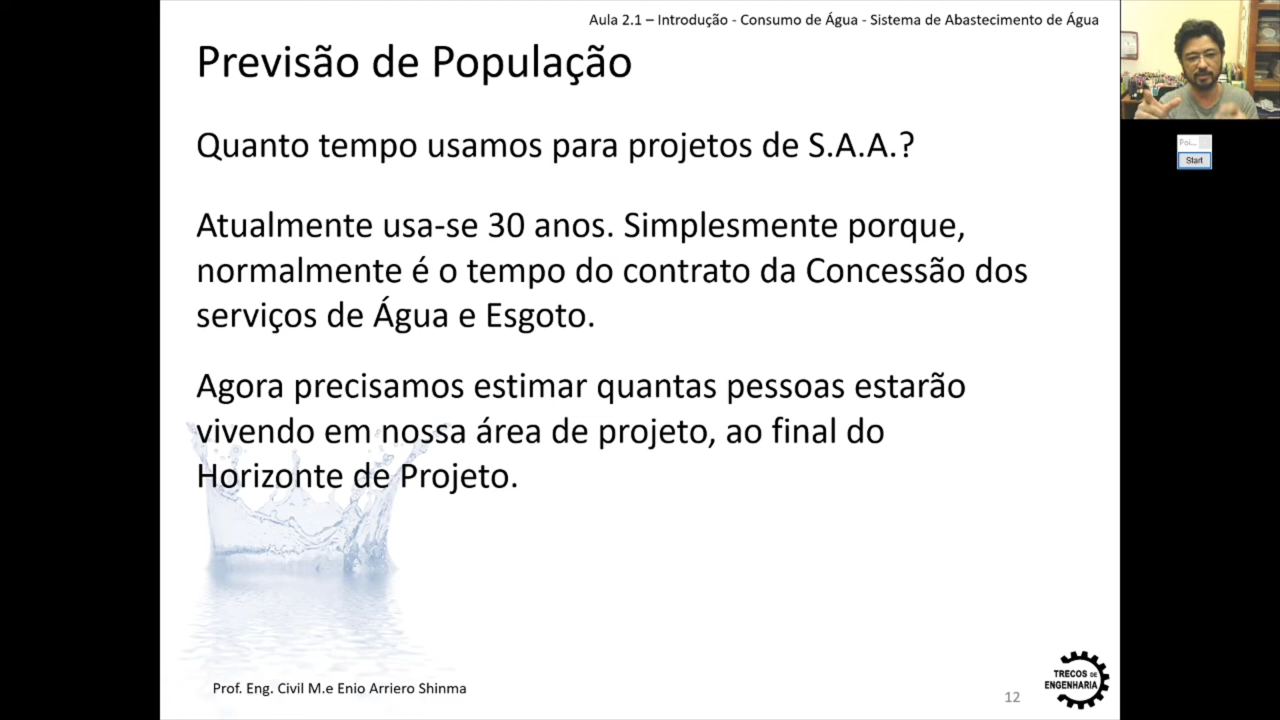 Aula 2.1 – Introdução - Consumo de Água - Sistema de Abastecimento de Água
Previsão de População
Quanto tempo usamos para projetos de S.A.A.?
Atualmente usa-se 30 anos. Simplesmente porque,
normalmente é o tempo do contrato da Concessão dos
serviços de Água e Esgoto.
Agora precisamos estimar quantas pessoas estarão
vivendo em nossa área de projeto, ao final do
Horizonte de Projeto.
Prof. Eng. Civil M.e Enio Arriero Shinma
12
TRECOS DE
ENGENHARIA
Poi...
Start